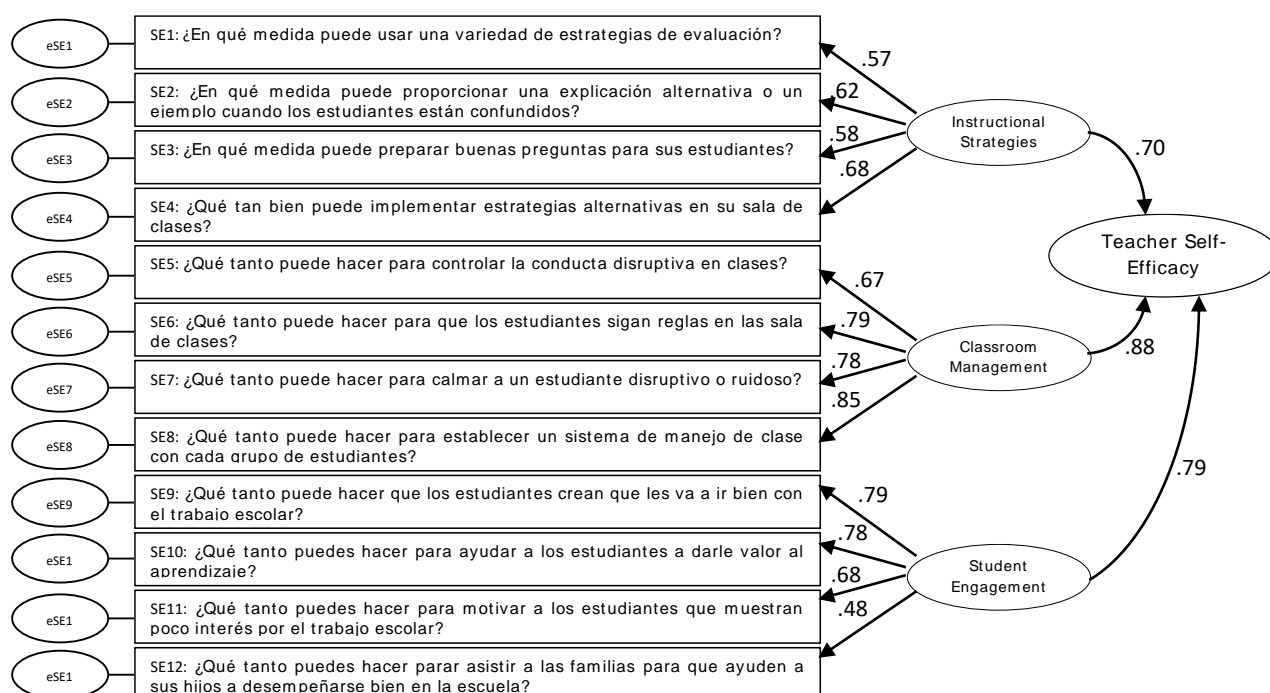 eSE1
SE1: ¿En qué medida puede usar una variedad de estrategias de evaluación?
.57
eSE2
SE2: ¿En qué medida puede proporcionar una explicación alternativa o un
ejemplo cuando los estudiantes están confundidos?
.62
eSE3
SE3: ¿En qué medida puede preparar buenas preguntas para sus estudiantes?
.58
eSE4
SE4: ¿Qué tan bien puede implementar estrategias alternativas en su sala de
clases?
.68
Instructional
Strategies
.70
Teacher Self-
Efficacy
eSE5
SE5: ¿Qué tanto puede hacer para controlar la conducta disruptiva en clases?
.67
eSE6
SE6: ¿Qué tanto puede hacer para que los estudiantes sigan reglas en las sala
de clases?
.79
eSE7
SE7: ¿Qué tanto puede hacer para calmar a un estudiante disruptivo o ruidoso?
.78
eSE8
SE8: ¿Qué tanto puede hacer para establecer un sistema de manejo de clase
con cada grupo de estudiantes?
.85
Classroom
Management
.88
eSE9
SE9: ¿Qué tanto puede hacer que los estudiantes crean que les va a ir bien con
el trabajo escolar?
.79
eSE1
SE10: ¿Qué tanto puedes hacer para ayudar a los estudiantes a darle valor al
aprendizaje?
.78
eSE1
SE11: ¿Qué tanto puedes hacer para motivar a los estudiantes que muestran
poco interés por el trabajo escolar?
.68
eSE1
SE12: ¿Qué tanto puedes hacer parar asistir a las familias para que ayuden a
sus hijos a desempeñarse bien en la escuela?
.48
Student
Engagement
.79